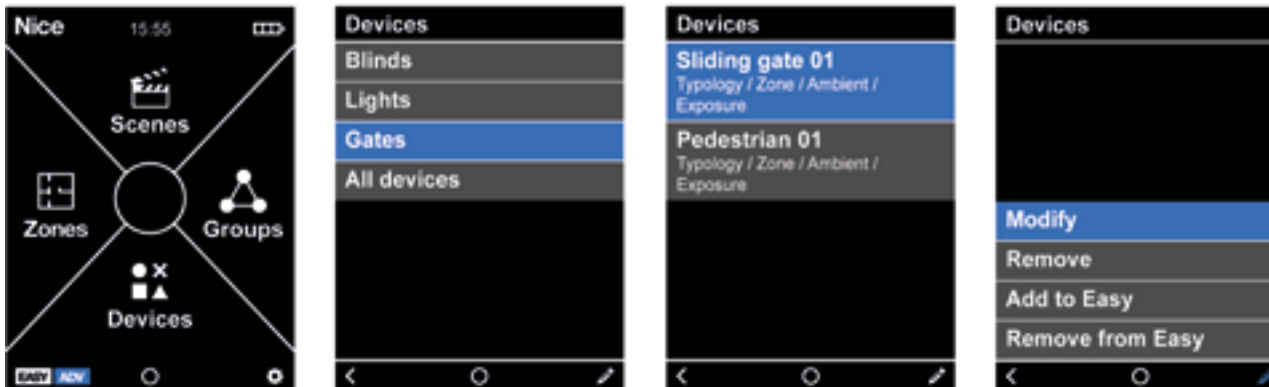 Nice 15:55
Scenes
Zones
Groups
Devices
EASY ADV
Devices
Blinds
Lights
Gates
All devices
Devices
Sliding gate 01
Typology / Zone / Ambient /
Exposure
Pedestrian 01
Typology / Zone / Ambient /
Exposure
Devices
Modify
Remove
Add to Easy
Remove from Easy